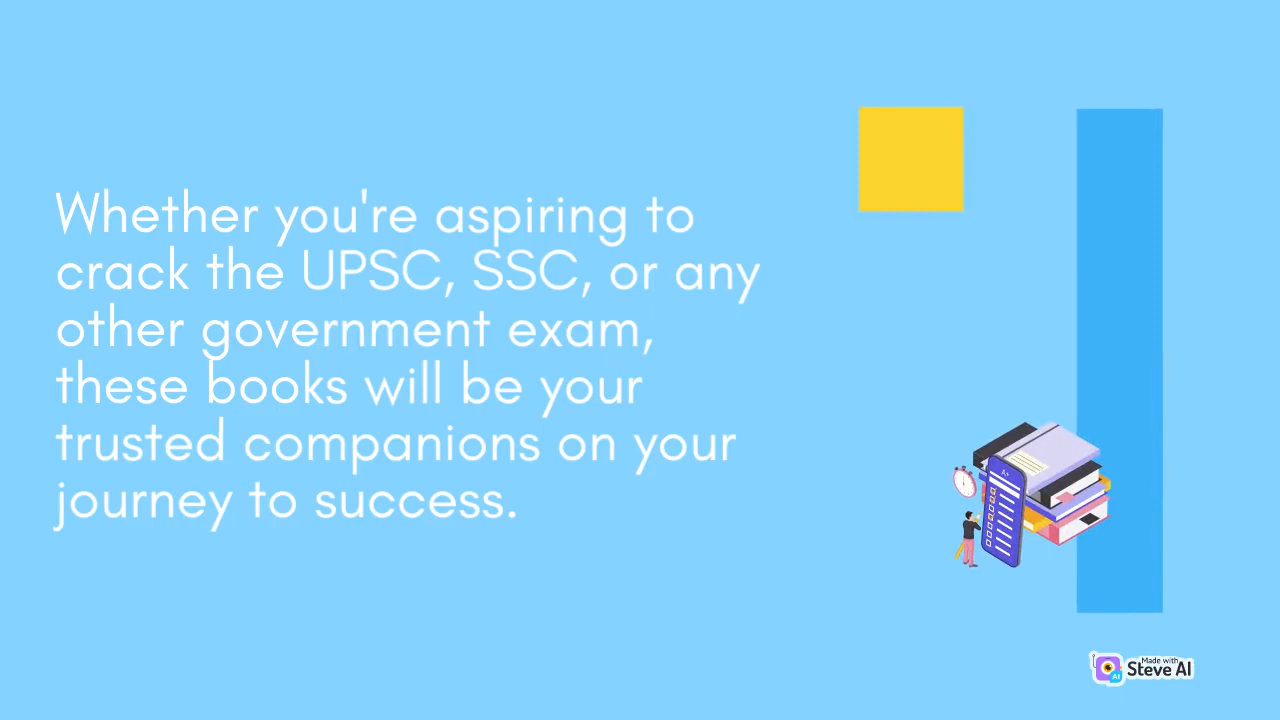 Whether you're aspiring to
crack the UPSC, SSC, or any
other government exam,
these books will be your
trusted companions on your
journey to success.
A+
Made with
Steve AI
AI